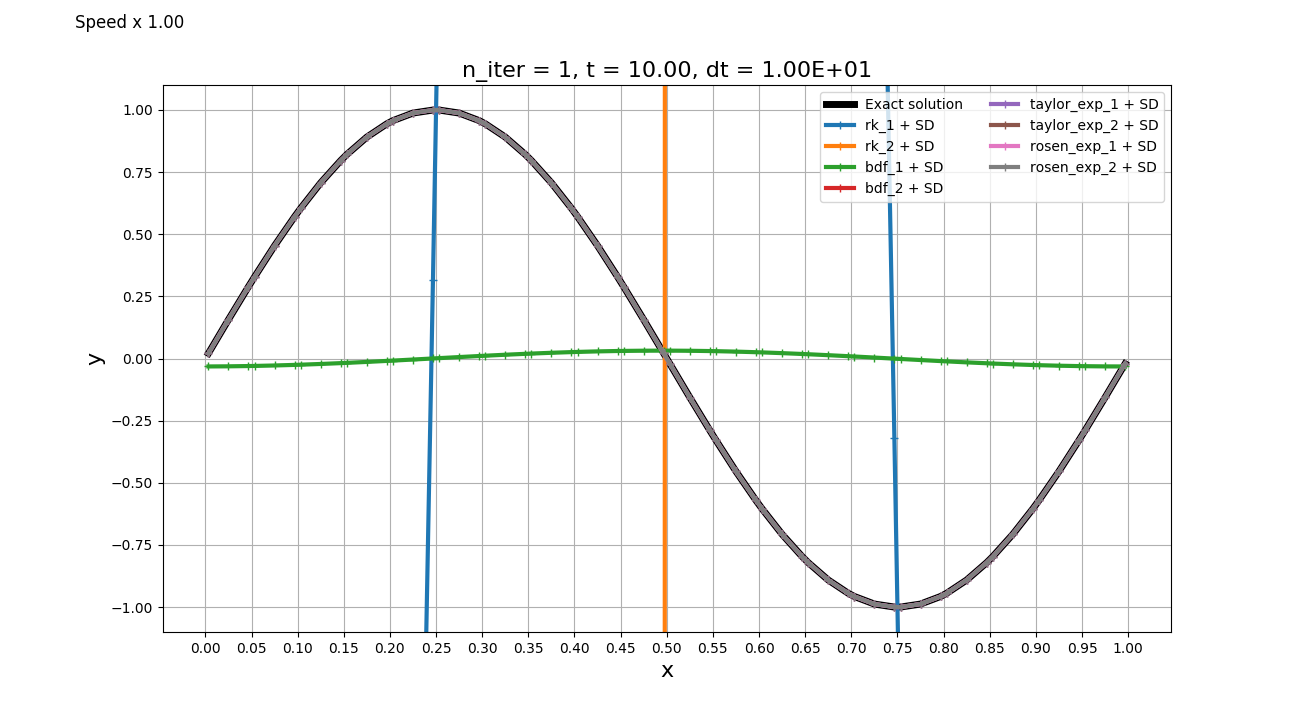 Speed x 1.00
n_iter = 1, t = 10.00, dt = 1.00E+01
Exact solution
rk_1 + SD
rk_2 + SD
bdf_1 + SD
bdf_2 + SD
taylor_exp_1 + SD
taylor_exp_2 + SD
rosen_exp_1 + SD
rosen_exp_2 + SD
y
1.00
0.75
0.50
0.25
0.00
−0.25
−0.50
−0.75
−1.00
0.00 0.05 0.10 0.15 0.20 0.25 0.30 0.35 0.40 0.45 0.50 0.55 0.60 0.65 0.70 0.75 0.80 0.85 0.90 0.95 1.00
x